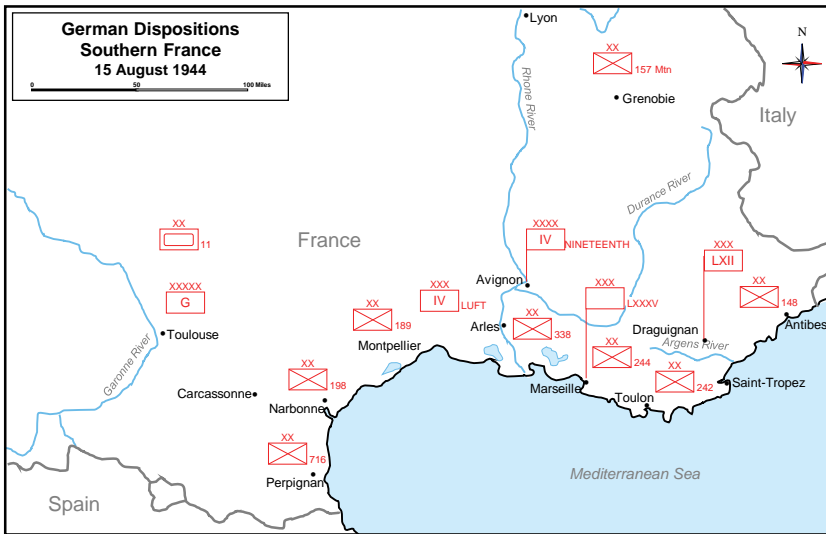 German Dispositions
Southern France
15 August 1944
0 50 100 Miles
N
Lyon
XX
157 Mtn
Grenobie
Rhone River
Italy
Durance River
XX
11
France
XXXX
IV
NINETEENTH
XXX
LXII
XXXXX
G
XXX
IV
LUFT
Avignon
XXX
LXXXV
XX
148
Antibes
Toulouse
XX
189
Montpellier
Arles
XX
338
Draguignan
Argens River
Garonne River
XX
244
XX
198
Carcassonne
Narbonne
Marseille
XX
242
Toulon
Saint-Tropez
XX
716
Perpignan
Mediterranean Sea
Spain